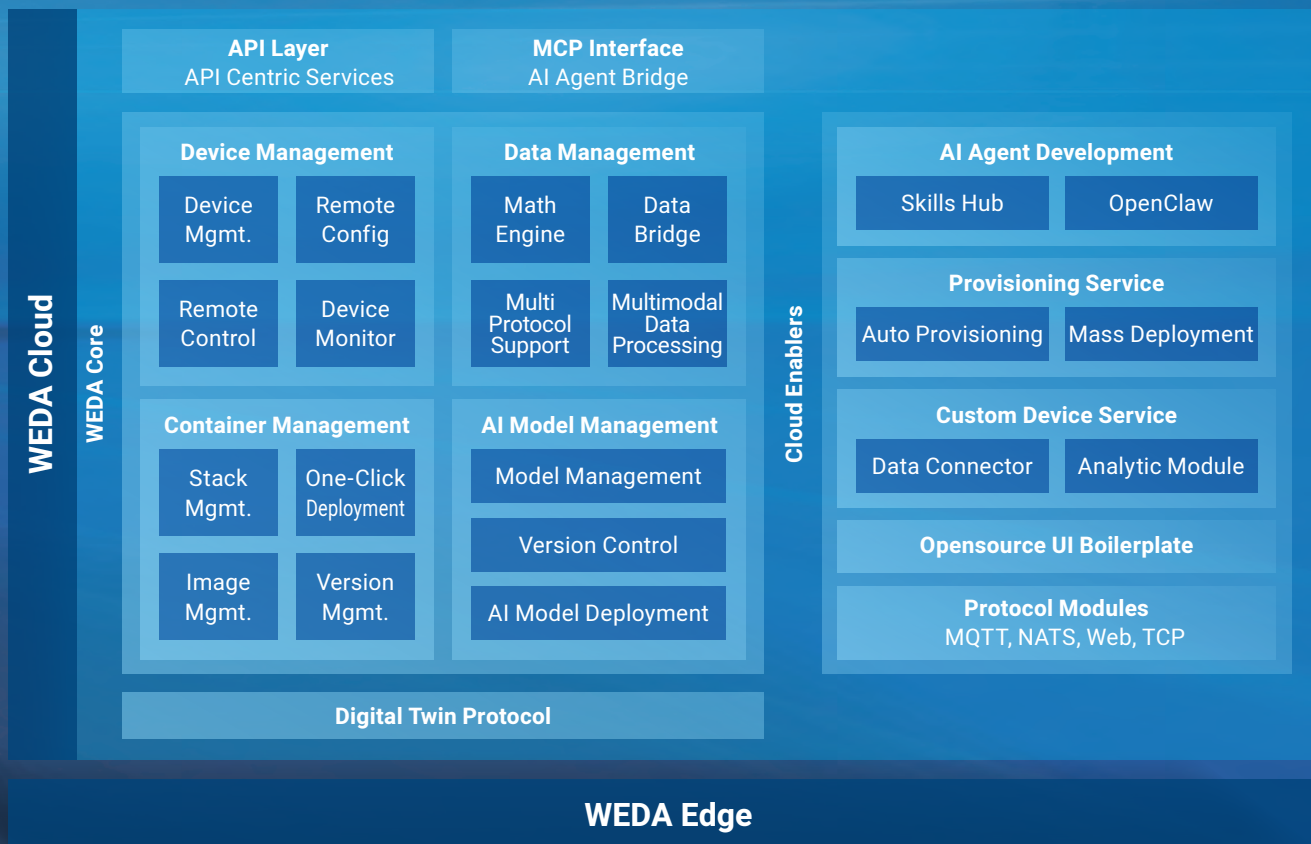 WEDA Cloud
WEDA Core
API Layer
API Centric Services
MCP Interface
AI Agent Bridge
Device Management
Device
Mgmt.
Remote
Config
Remote
Control
Device
Monitor
Data Management
Math
Engine
Data
Bridge
Multi
Protocol
Support
Multimodal
Data
Processing
Container Management
Stack
Mgmt.
One-Click
Deployment
Image
Mgmt.
Version
Mgmt.
AI Model Management
Model Management
Version Control
AI Model Deployment
Digital Twin Protocol
Cloud Enablers
AI Agent Development
Skills Hub
OpenClaw
Provisioning Service
Auto Provisioning
Mass Deployment
Custom Device Service
Data Connector
Analytic Module
Opensource UI Boilerplate
Protocol Modules
MQTT, NATS, Web, TCP
WEDA Edge